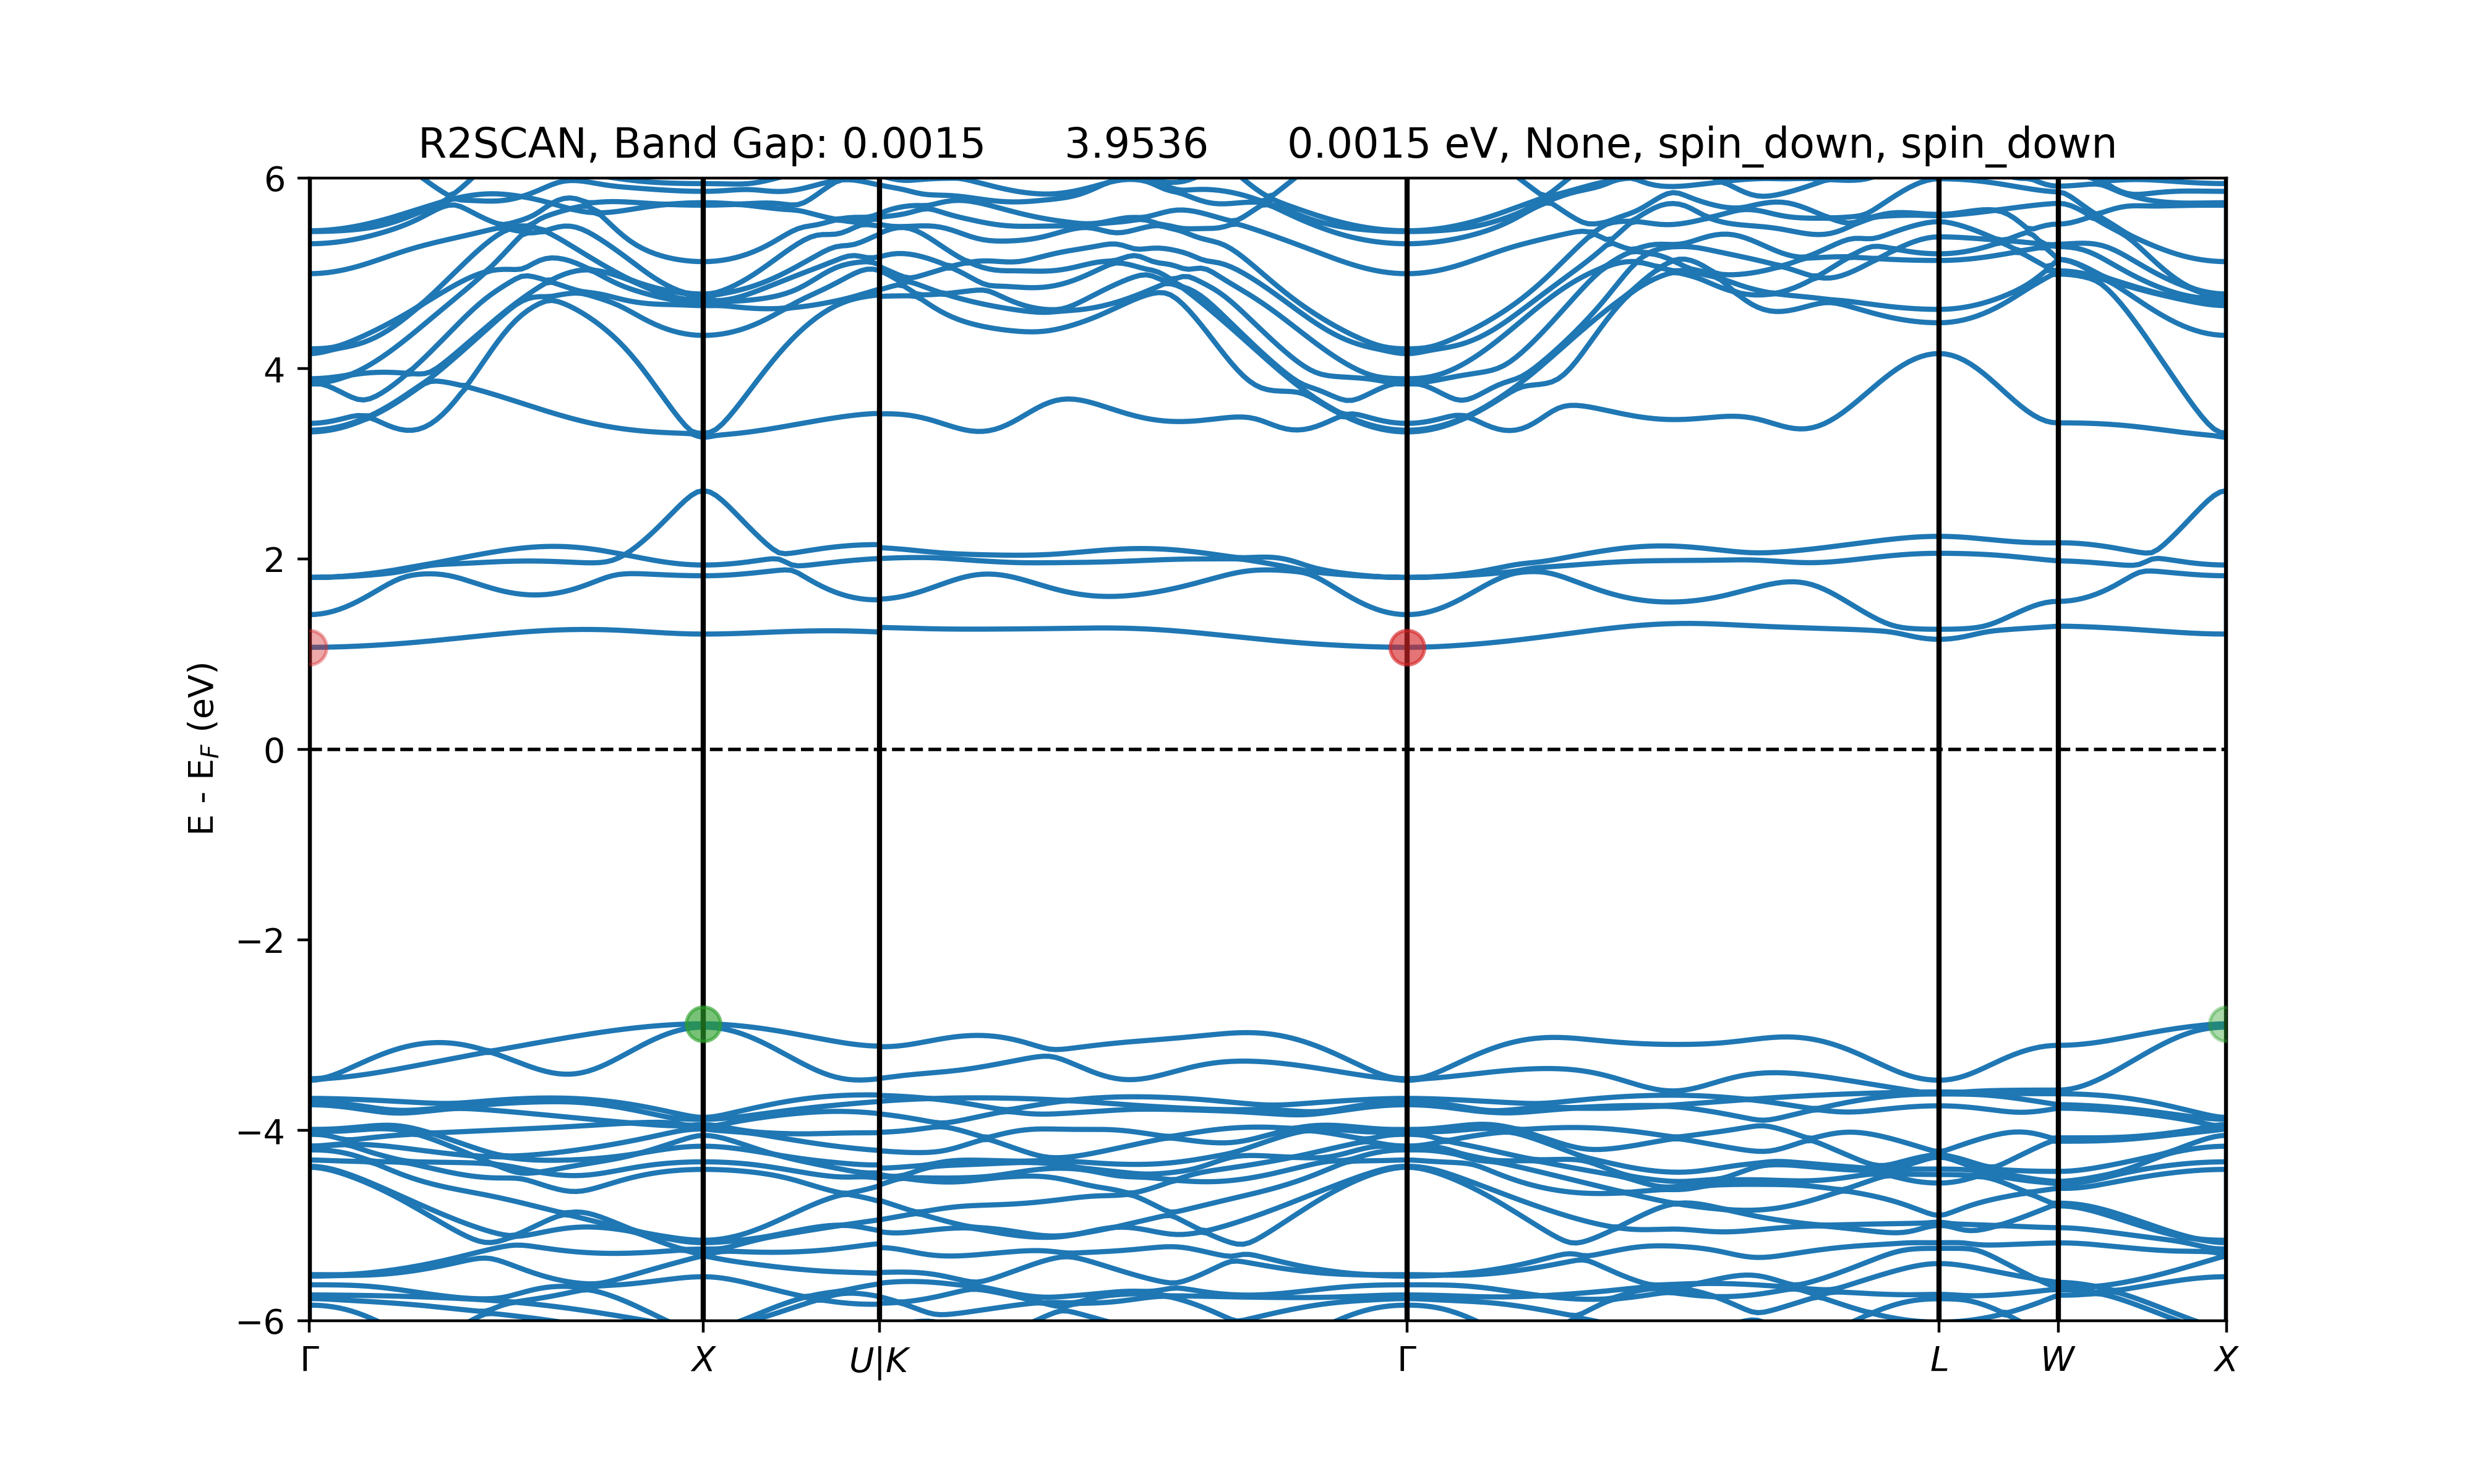 R2SCAN, Band Gap: 0.0015 3.9536 0.0015 eV, None, spin_down, spin_down
6
4
2
0
−2
−4
−6
E - E_F (eV)
Γ X U|K Γ L W X